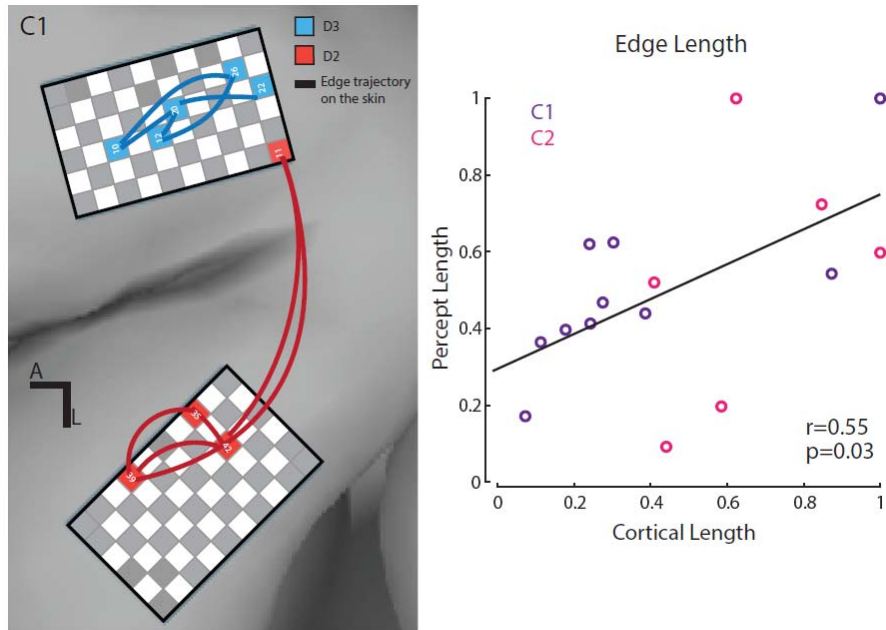 C1
D3
D2
Edge trajectory
on the skin
26
22
20
12
10
11
A
L
35
42
39
Edge Length
C1
C2
Percept Length
1
0.8
0.6
0.4
0.2
0
0 0.2 0.4 0.6 0.8 1
Cortical Length
r=0.55
p=0.03